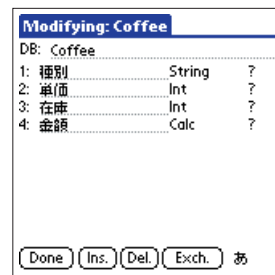 Modifying: Coffee
DB: Coffee
1: 種別 String ?
2: 単価 Int ?
3: 在庫 Int ?
4: 金額 Calc ?
Done Ins. Del. Exch. あ